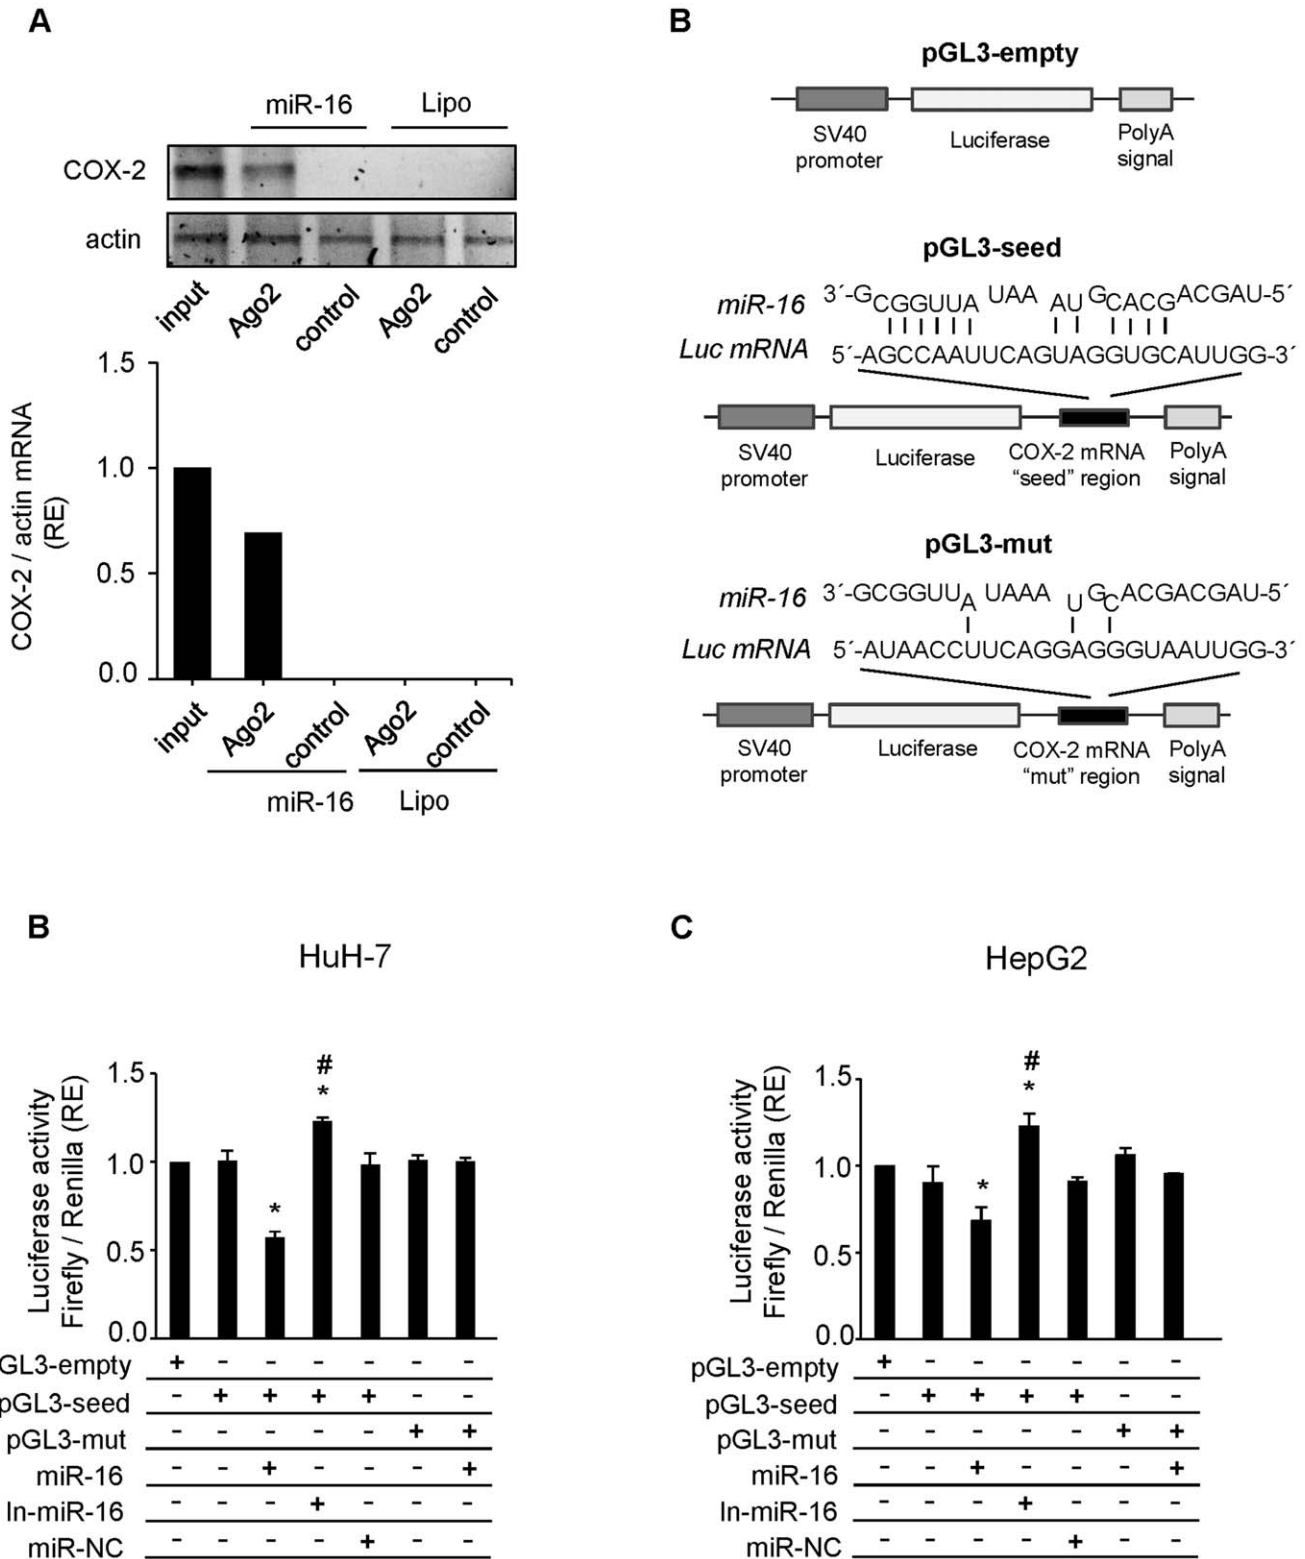 A
miR-16 Lipo
COX-2
actin
input Ago2 control Ago2 control
COX-2 / actin mRNA
(RE)
1.5
1.0
0.5
0.0
input Ago2 control Ago2 control
miR-16 Lipo
B
pGL3-empty
SV40
promoter
Luciferase
PolyA
signal
pGL3-seed
miR-16 3´-GCGGUUA UAA AU GCACGACGAU-5´
Luc mRNA 5´-AGCCAAUUCAGUAGGUGCAUUGG-3´
SV40
promoter
Luciferase
COX-2 mRNA
“seed” region
PolyA
signal
pGL3-mut
miR-16 3´-GCGGUUA UAAA U GCACGACGAU-5´
Luc mRNA 5´-AUAACCUUCAGGAGGGUAAUUGG-3´
SV40
promoter
Luciferase
COX-2 mRNA
“mut” region
PolyA
signal
B
HuH-7
Luciferase activity
Firefly / Renilla (RE)
1.5
1.0
0.5
0.0
*
#
*
GL3-empty + - - - - - -
pGL3-seed - + + + + - -
pGL3-mut - - - - - + +
miR-16 - - + - - - +
In-miR-16 - - - + - - -
miR-NC - - - - + - -
C
HepG2
Luciferase activity
Firefly / Renilla (RE)
1.5
1.0
0.5
0.0
*
#
*
pGL3-empty + - - - - - -
pGL3-seed - + + + + - -
pGL3-mut - - - - - + +
miR-16 - - + - - - +
In-miR-16 - - - + - - -
miR-NC - - - - + - -